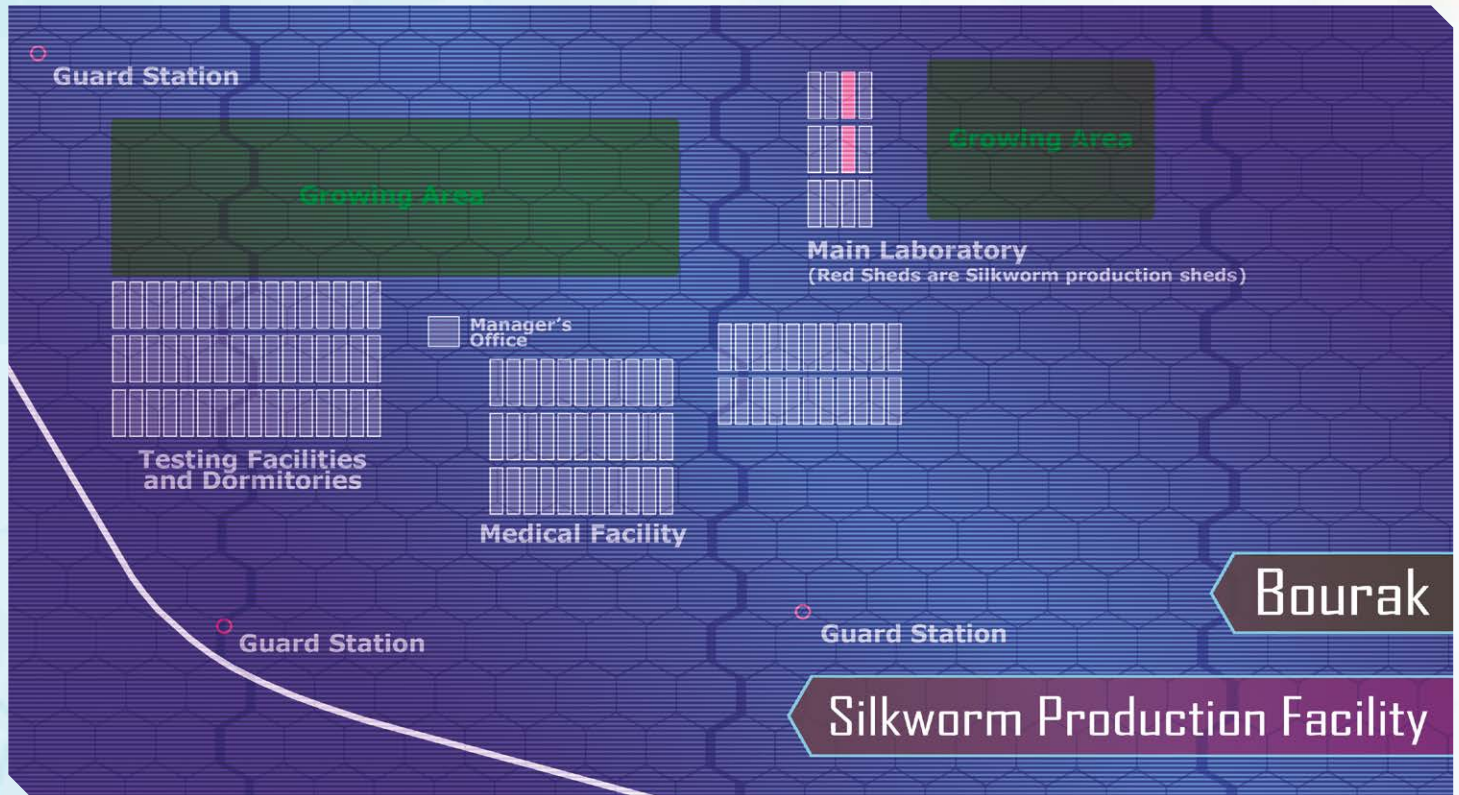 Guard Station
Growing Area
Growing Area
Main Laboratory
(Red Sheds are Silkworm production sheds)
Manager's
Office
Testing Facilities
and Dormitories
Medical Facility
Bourak
Guard Station
Guard Station
Silkworm Production Facility